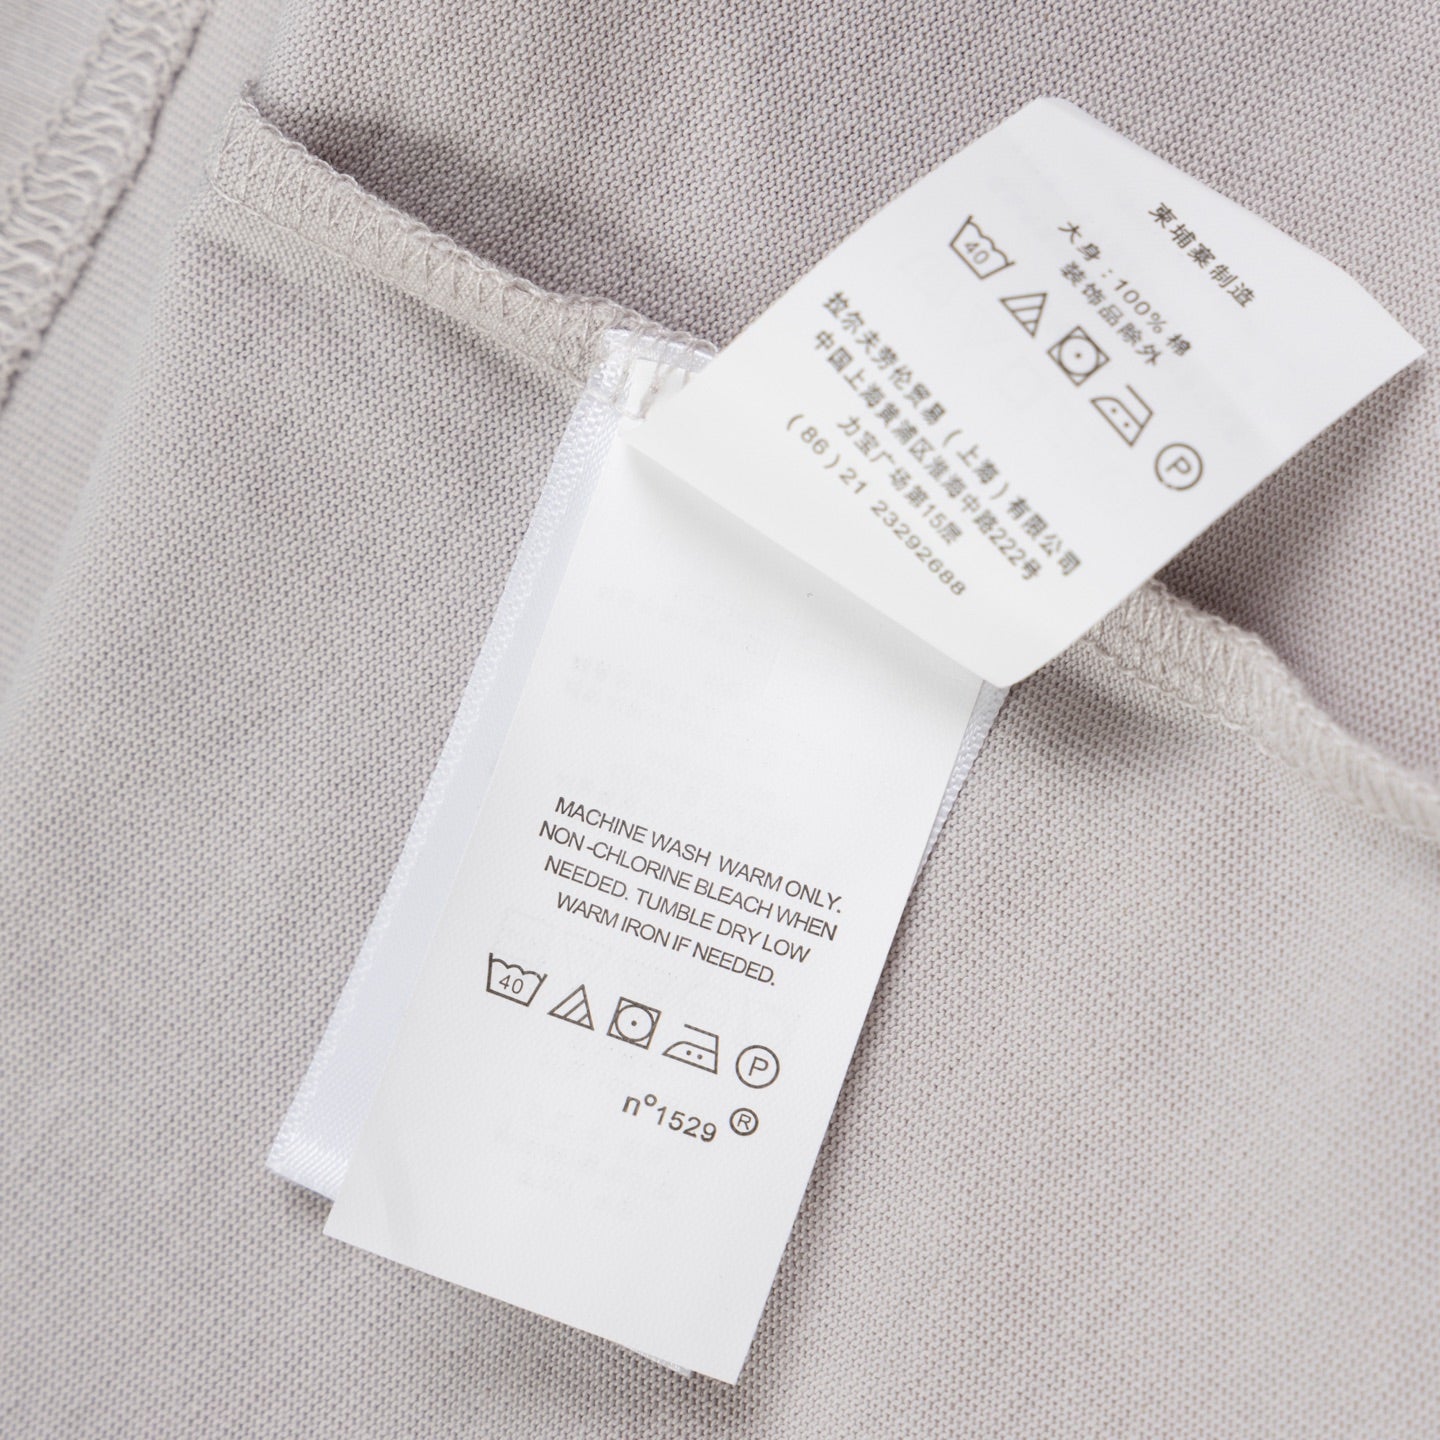 柬埔寨制造
大身：100% 棉
装饰品除外
40
P
拉尔夫劳伦贸易（上海）有限公司
中国上海黄浦区淮海中路222号
力宝广场第15层
(86) 21 23292688
MACHINE WASH WARM ONLY.
NON-CHLORINE BLEACH WHEN
NEEDED. TUMBLE DRY LOW
WARM IRON IF NEEDED.
40
P
nº1529 ®